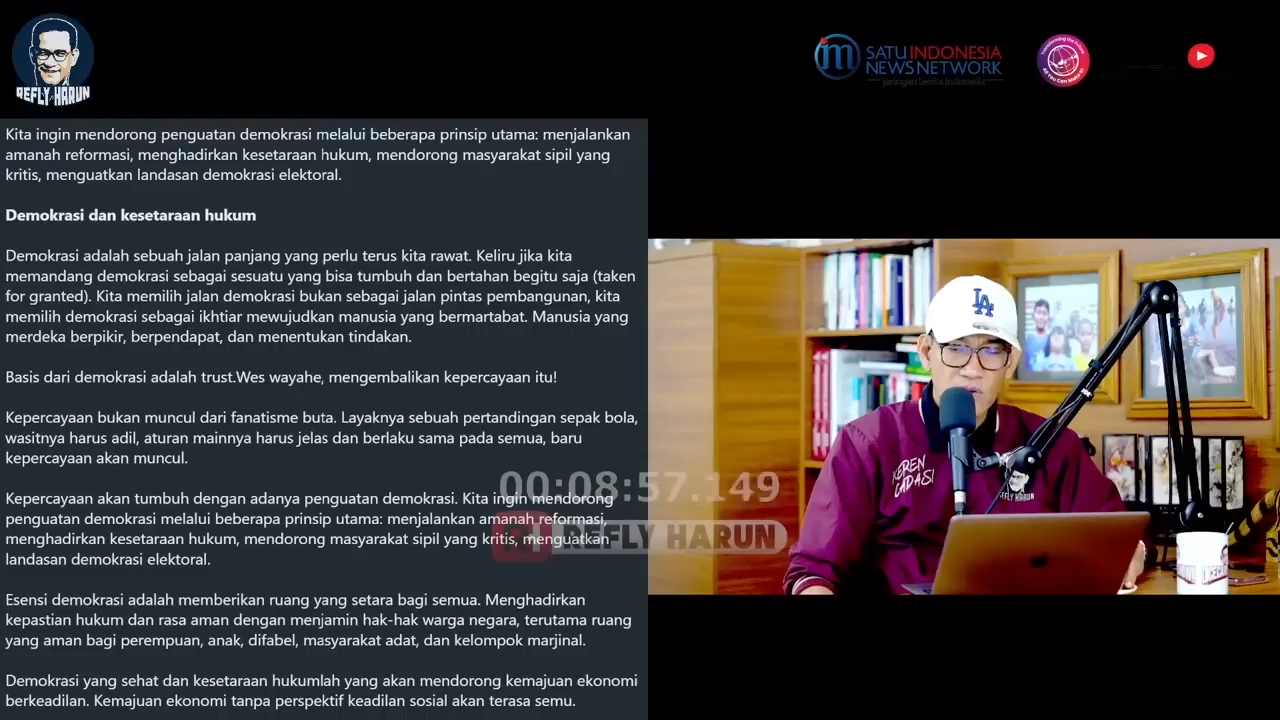 REFLY HARUN
SATU INDONESIA
NEWS NETWORK
jaringan berita Indonesia
Kita ingin mendorong penguatan demokrasi melalui beberapa prinsip utama: menjalankan
amanah reformasi, menghadirkan kesetaraan hukum, mendorong masyarakat sipil yang
kritis, menguatkan landasan demokrasi elektoral.
Demokrasi dan kesetaraan hukum
Demokrasi adalah sebuah jalan panjang yang perlu terus kita rawat. Keliru jika kita
memandang demokrasi sebagai sesuatu yang bisa tumbuh dan bertahan begitu saja (taken
for granted). Kita memilih jalan demokrasi bukan sebagai jalan pintas pembangunan, kita
memilih demokrasi sebagai ikhtiar mewujudkan manusia yang bermartabat. Manusia yang
merdeka berpikir, berpendapat, dan menentukan tindakan.
Basis dari demokrasi adalah trust.Wes wayahe, mengembalikan kepercayaan itu!
Kepercayaan bukan muncul dari fanatisme buta. Layaknya sebuah pertandingan sepak bola,
wasitnya harus adil, aturan mainnya harus jelas dan berlaku sama pada semua, baru
kepercayaan akan muncul.
Kepercayaan akan tumbuh dengan adanya penguatan demokrasi. Kita ingin mendorong
penguatan demokrasi melalui beberapa prinsip utama: menjalankan amanah reformasi,
menghadirkan kesetaraan hukum, mendorong masyarakat sipil yang kritis, menguatkan
landasan demokrasi elektoral.
Esensi demokrasi adalah memberikan ruang yang setara bagi semua. Menghadirkan
kepastian hukum dan rasa aman dengan menjamin hak-hak warga negara, terutama ruang
yang aman bagi perempuan, anak, difabel, masyarakat adat, dan kelompok marjinal.
Demokrasi yang sehat dan kesetaraan hukumlah yang akan mendorong kemajuan ekonomi
berkeadilan. Kemajuan ekonomi tanpa perspektif keadilan sosial akan terasa semu.
00:08:57.149
REFLY HARUN
LA
KEREN
CADAS!
REFLY HARUN